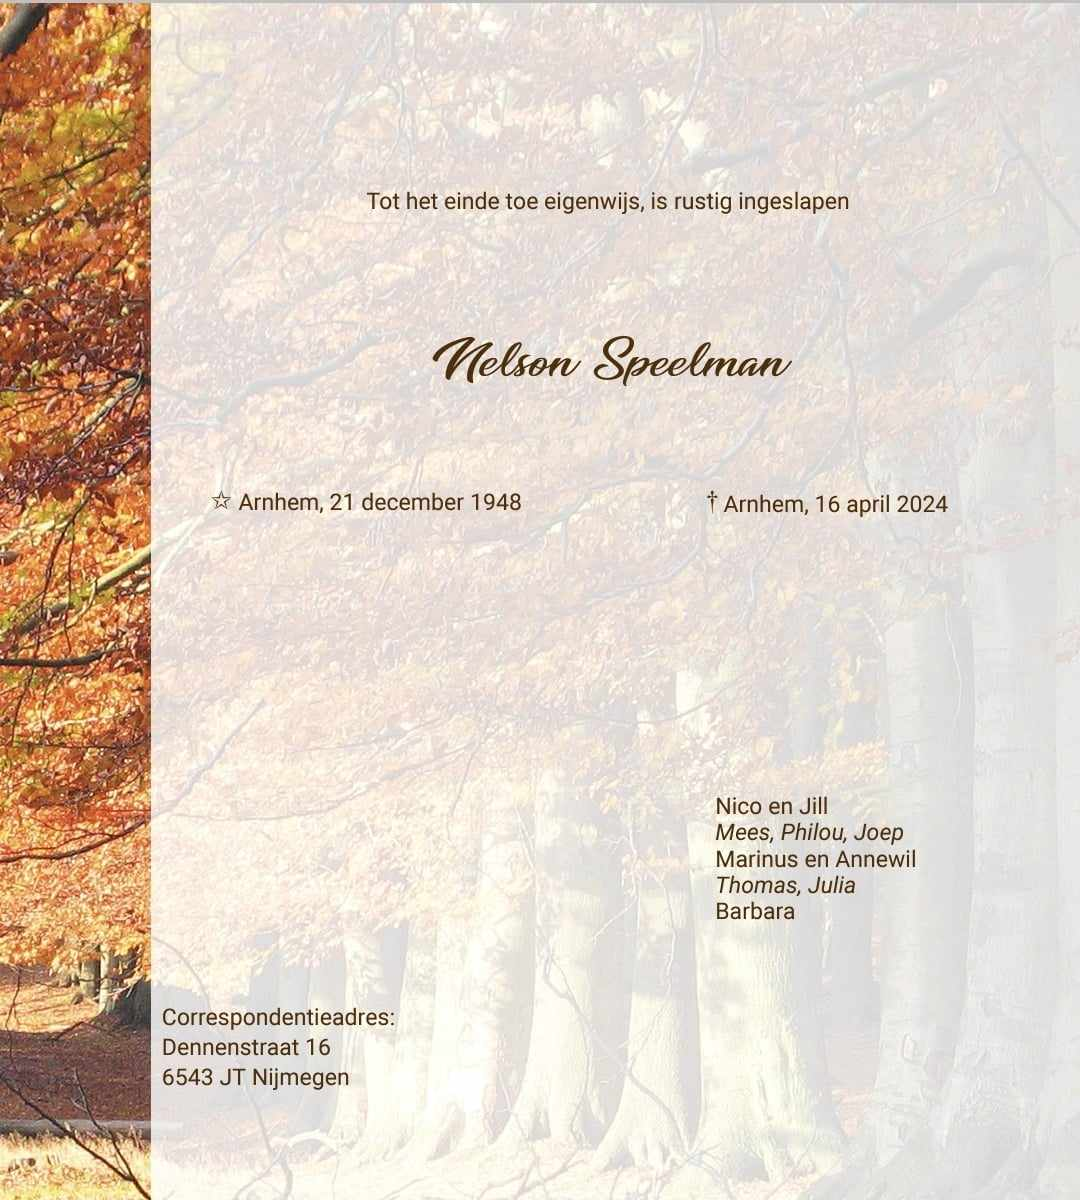 Tot het einde toe eigenwijs, is rustig ingeslapen
Nelson Speelman
☆ Arnhem, 21 december 1948
† Arnhem, 16 april 2024
Nico en Jill
Mees, Philou, Joep
Marinus en Annewil
Thomas, Julia
Barbara
Correspondentieadres:
Dennenstraat 16
6543 JT Nijmegen